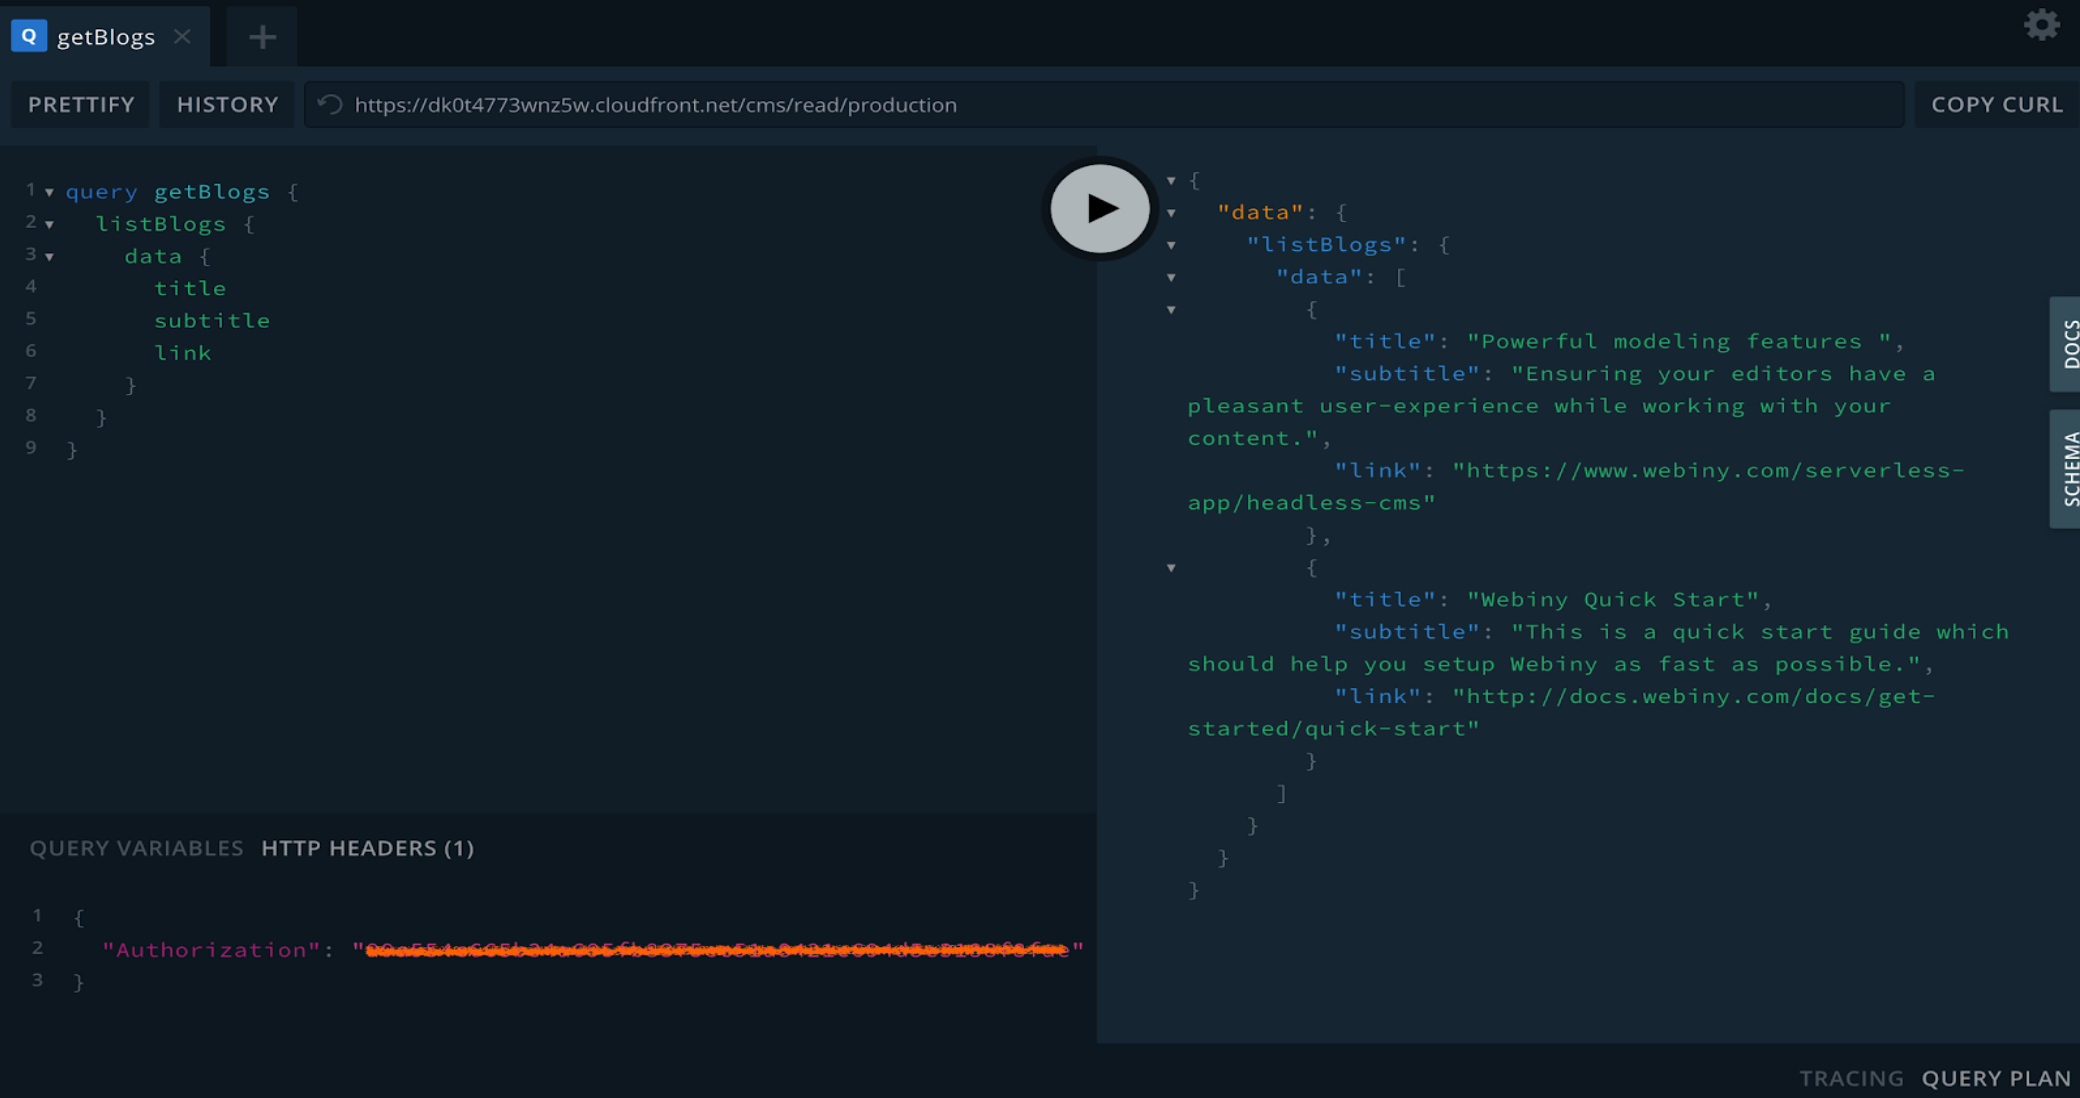 Q getBlogs
PRETTIFY HISTORY https://dk0t4773wnz5w.cloudfront.net/cms/read/production COPY CURL
1 query getBlogs {
2 listBlogs {
3 data {
4 title
5 subtitle
6 link
7 }
8 }
9 }
QUERY VARIABLES HTTP HEADERS (1)
1 {
2 "Authorization": " "
3 }
{
"data": {
"listBlogs": {
"data": [
{
"title": "Powerful modeling features ",
"subtitle": "Ensuring your editors have a
pleasant user-experience while working with your
content.",
"link": "https://www.webiny.com/serverless-
app/headless-cms"
},
{
"title": "Webiny Quick Start",
"subtitle": "This is a quick start guide which
should help you setup Webiny as fast as possible.",
"link": "http://docs.webiny.com/docs/get-
started/quick-start"
}
]
}
}
}
DOCS
SCHEMA
TRACING QUERY PLAN